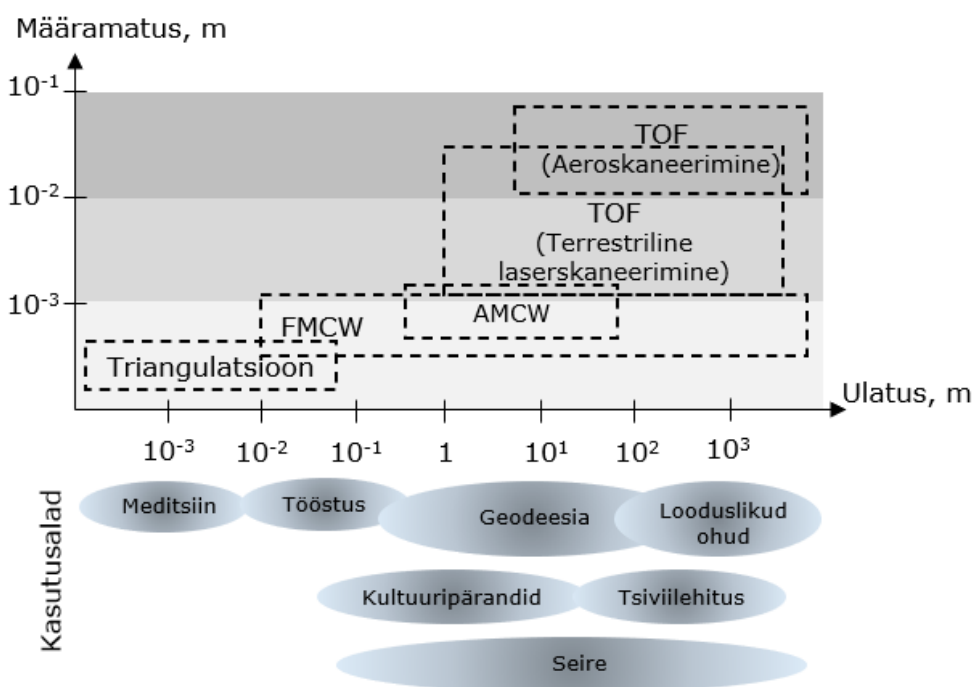 Määramatus, m
10⁻¹
TOF
(Aeroskaneerimine)
10⁻²
TOF
(Terrestriline
laserskaneerimine)
10⁻³
AMCW
FMCW
Triangulatsioon
Ulatus, m
10⁻³ 10⁻² 10⁻¹ 1 10¹ 10² 10³
Kasutusalad
Meditsiin
Tööstus
Geodeesia
Looduslikud
ohud
Kultuuripärandid
Tsiviilehitus
Seire